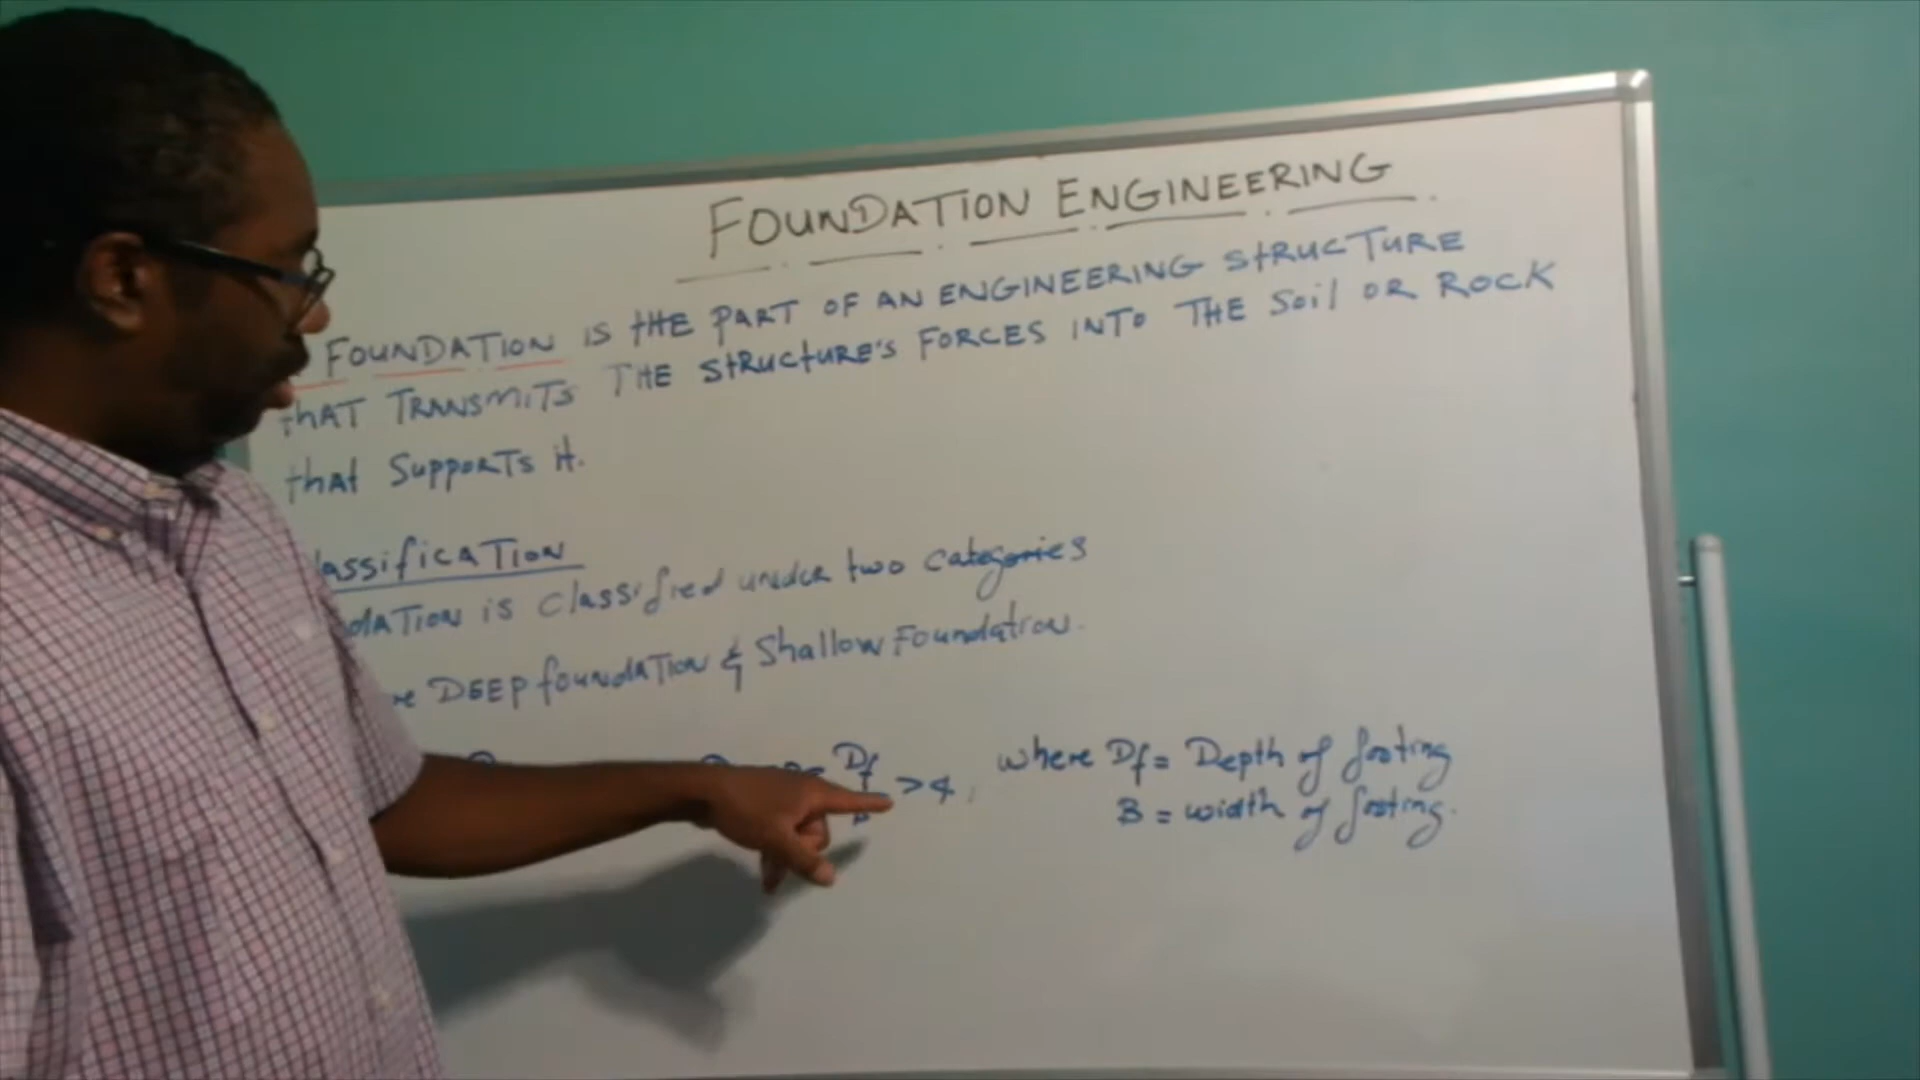 FOUNDATION ENGINEERING
FOUNDATION IS THE PART OF AN ENGINEERING STRUCTURE
THAT TRANSMITS THE STRUCTURE'S FORCES INTO THE SOIL OR ROCK
that SUPPORTS it.
assification
dation is classified under two categories
DEEP foundation & Shallow Foundation.
Df > 4, where Df = Depth of footing
B = width of footing.